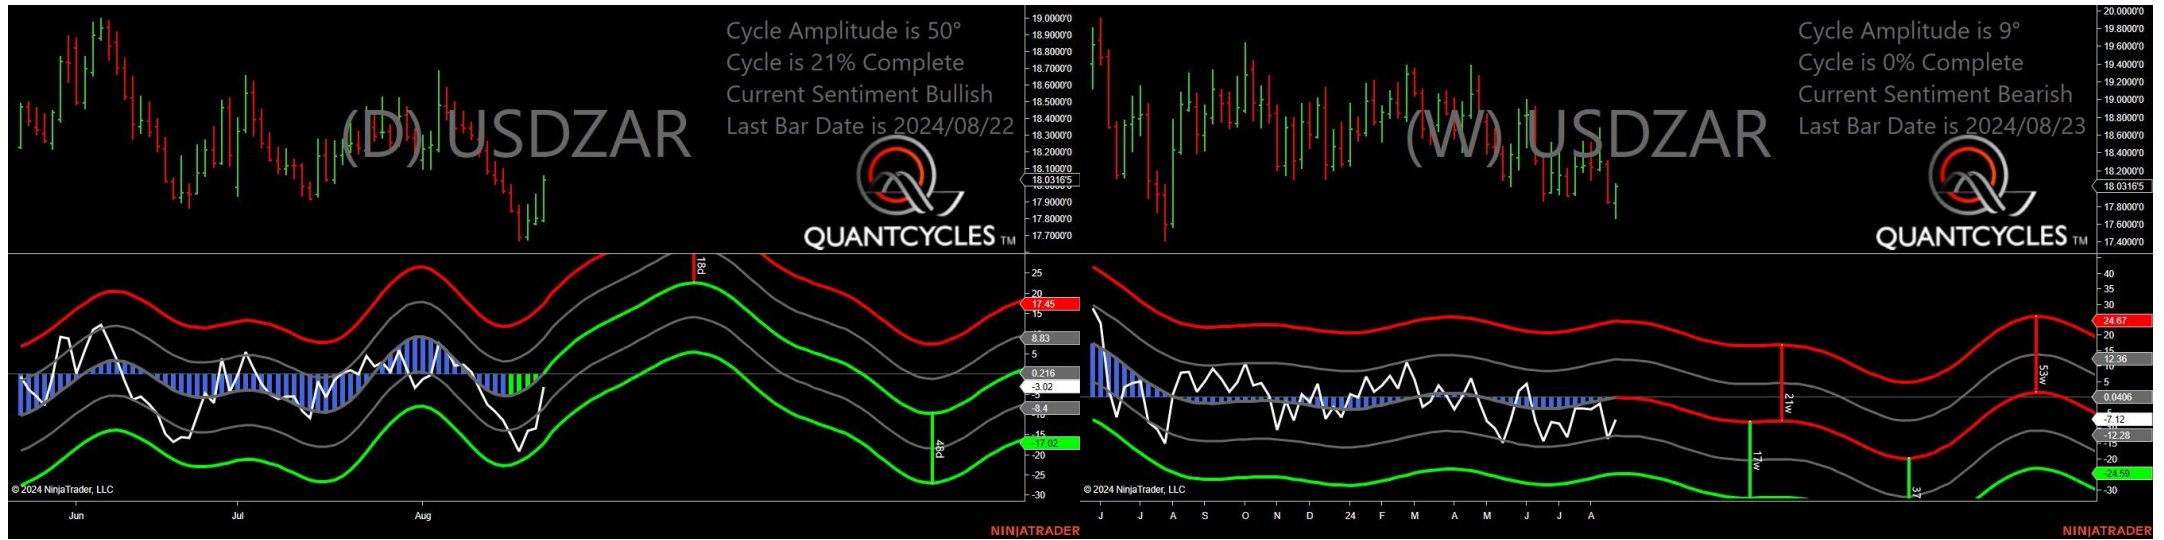 Cycle Amplitude is 50°
Cycle is 21% Complete
Current Sentiment Bullish
Last Bar Date is 2024/08/22
(D) USDZAR
QUANTCYCLES TM
19.0000'0
18.9000'0
18.8000'0
18.7000'0
18.6000'0
18.5000'0
18.4000'0
18.3000'0
18.2000'0
18.1000'0
18.0316'5
17.9000'0
17.8000'0
17.7000'0
18d
48d
25
20
17.45
8.83
5
0.216
-3.02
-8.4
-15
-17.02
-20
-25
-30
© 2024 NinjaTrader, LLC
Jun
Jul
Aug
NINJATRADER
Cycle Amplitude is 9°
Cycle is 0% Complete
Current Sentiment Bearish
Last Bar Date is 2024/08/23
(W) USDZAR
QUANTCYCLES TM
20.0000'0
19.8000'0
19.6000'0
19.4000'0
19.2000'0
19.0000'0
18.8000'0
18.6000'0
18.4000'0
18.2000'0
18.0316'5
17.8000'0
17.6000'0
17.4000'0
21w
17w
37
53w
40
35
30
24.67
20
15
12.36
10
5
0.0406
-7.12
-12.28
-20
-24.59
-30
© 2024 NinjaTrader, LLC
J J A S O N D 24 F M A M J J A
NINJATRADER